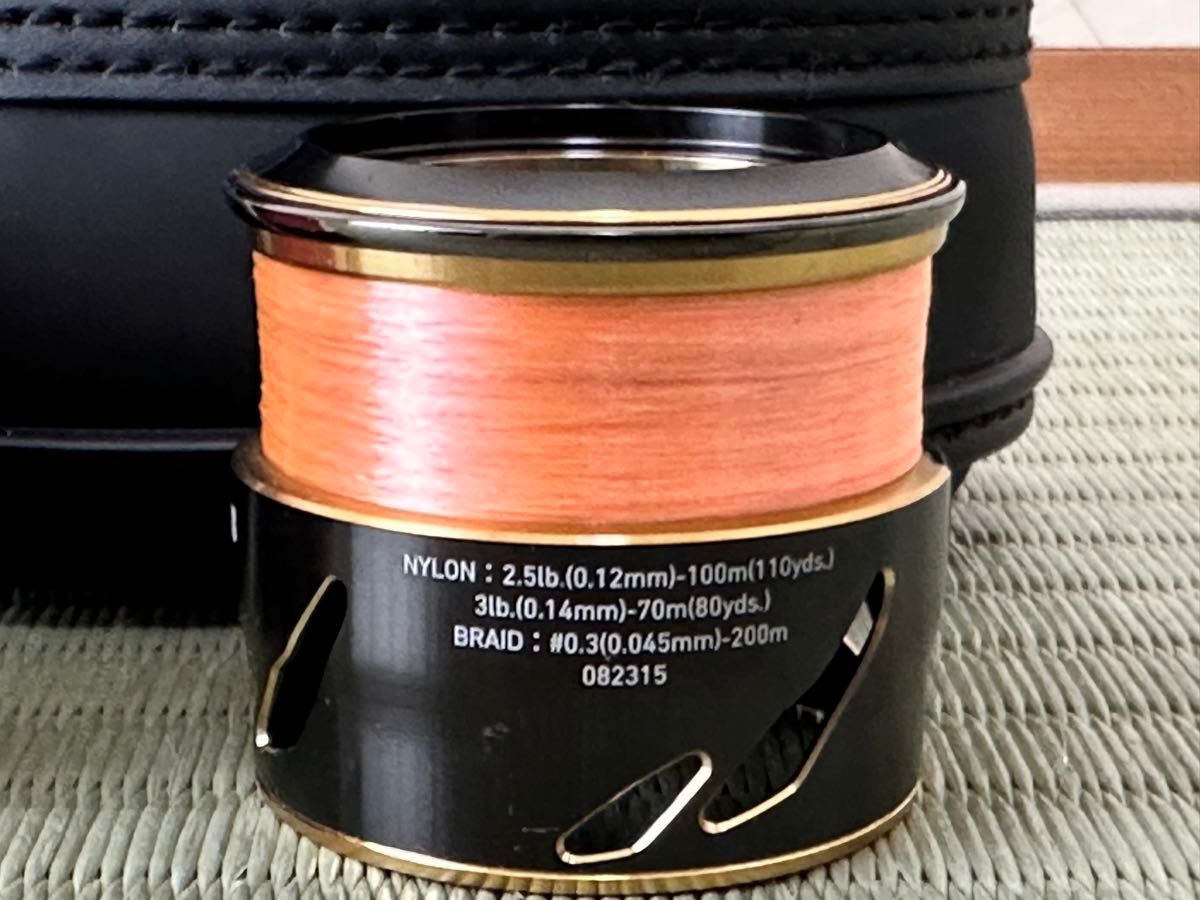 NYLON：2.5lb.(0.12mm)-100m(110yds.)
3lb.(0.14mm)-70m(80yds.)
BRAID：#0.3(0.045mm)-200m
082315